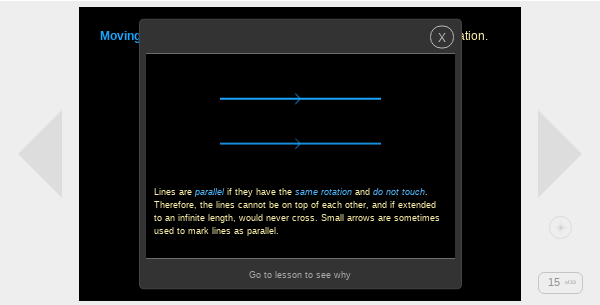 Moving
ation.
X
Lines are parallel if they have the same rotation and do not touch.
Therefore, the lines cannot be on top of each other, and if extended
to an infinite length, would never cross. Small arrows are sometimes
used to mark lines as parallel.
Go to lesson to see why
15